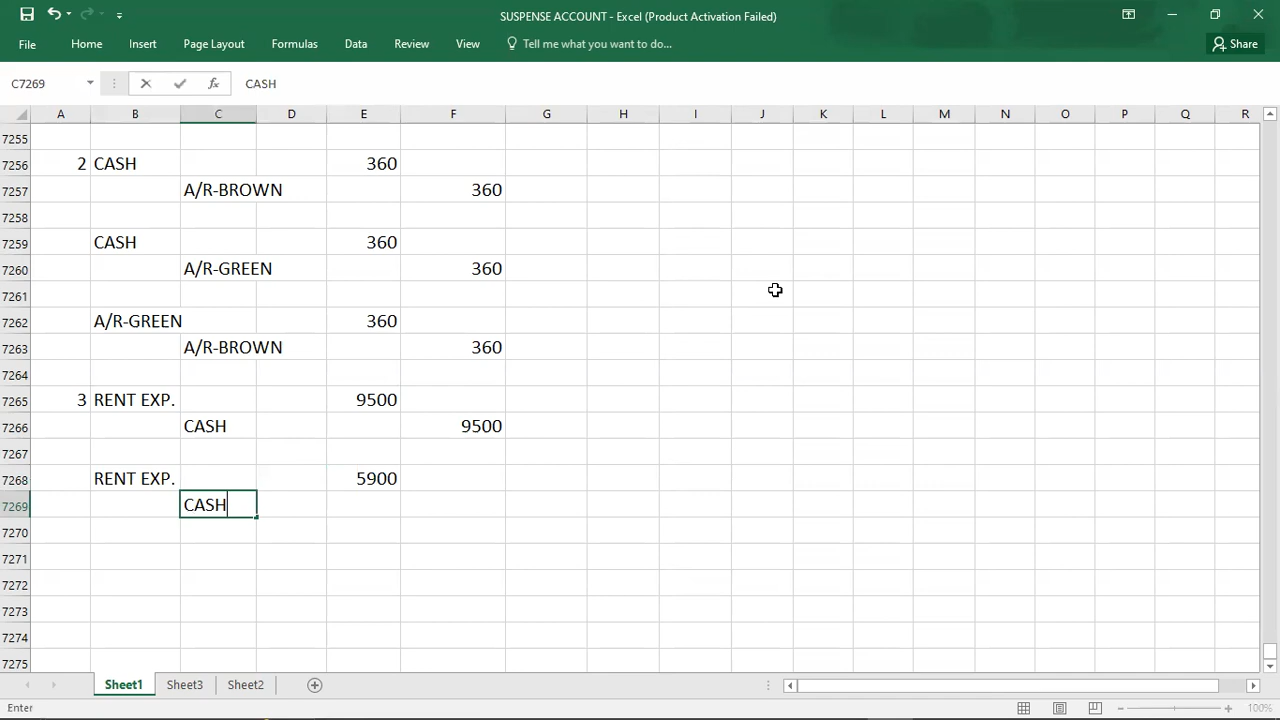 SUSPENSE ACCOUNT - Excel (Product Activation Failed)
File Home Insert Page Layout Formulas Data Review View Tell me what you want to do... Share
C7269 fx CASH
A B C D E F G H I J K L M N O P Q R
7255
7256 2 CASH 360
7257 A/R-BROWN 360
7258
7259 CASH 360
7260 A/R-GREEN 360
7261
7262 A/R-GREEN 360
7263 A/R-BROWN 360
7264
7265 3 RENT EXP. 9500
7266 CASH 9500
7267
7268 RENT EXP. 5900
7269 CASH
7270
7271
7272
7273
7274
7275
Sheet1 Sheet3 Sheet2
Enter 100%